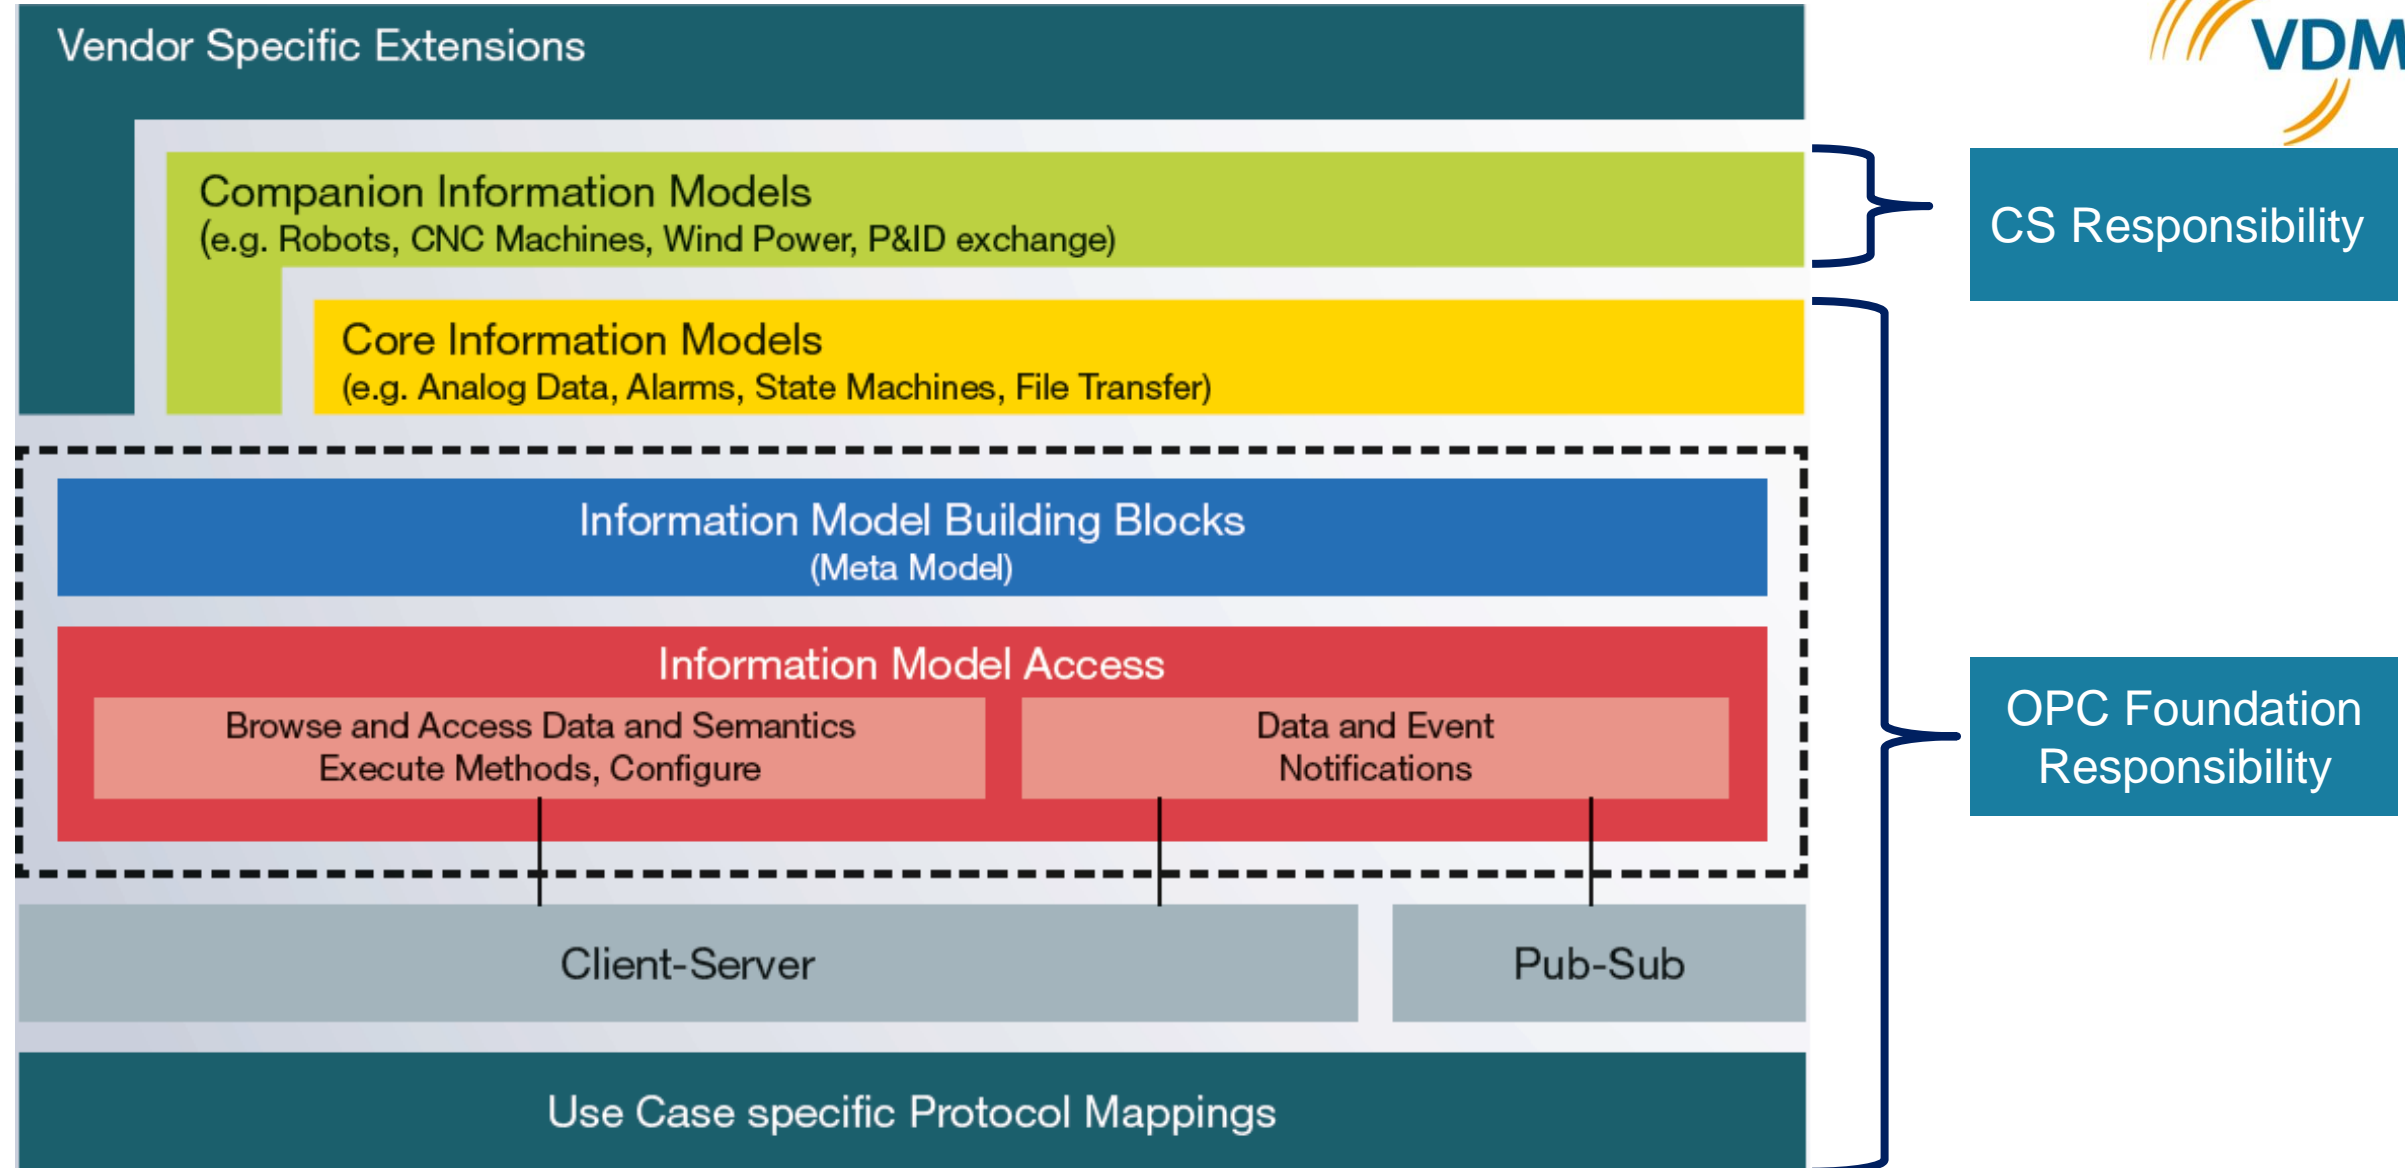 Vendor Specific Extensions
VDM
Companion Information Models
(e.g. Robots, CNC Machines, Wind Power, P&ID exchange)
CS Responsibility
Core Information Models
(e.g. Analog Data, Alarms, State Machines, File Transfer)
Information Model Building Blocks
(Meta Model)
Information Model Access
Browse and Access Data and Semantics
Execute Methods, Configure
Data and Event
Notifications
OPC Foundation
Responsibility
Client-Server
Pub-Sub
Use Case specific Protocol Mappings